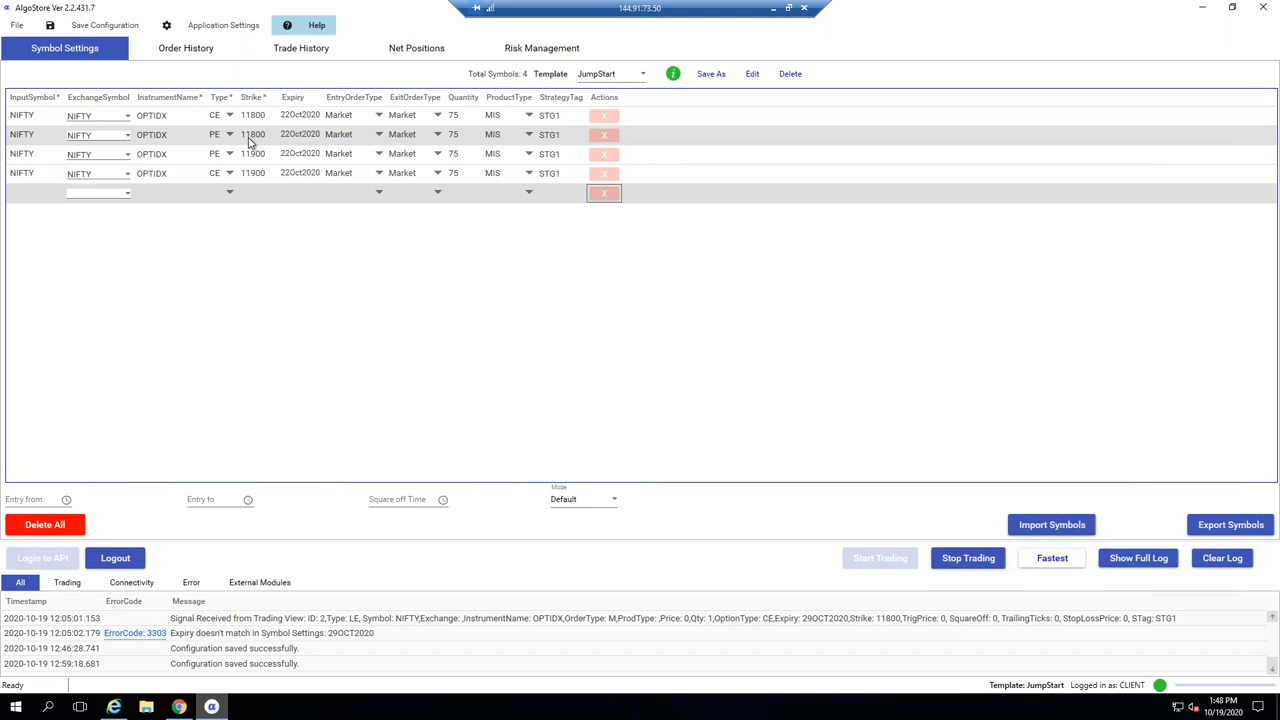 AlgoStore Ver 2.2.431.7
144.91.73.50
File Save Configuration Application Settings Help
Symbol Settings Order History Trade History Net Positions Risk Management
Total Symbols: 4 Template JumpStart Save As Edit Delete
InputSymbol* ExchangeSymbol InstrumentName* Type* Strike* Expiry EntryOrderType ExitOrderType Quantity ProductType StrategyTag Actions
NIFTY NIFTY OPTIDX CE 11800 22Oct2020 Market Market 75 MIS STG1 X
NIFTY NIFTY OPTIDX PE 11800 22Oct2020 Market Market 75 MIS STG1 X
NIFTY NIFTY OPTIDX PE 11900 22Oct2020 Market Market 75 MIS STG1 X
NIFTY NIFTY OPTIDX CE 11900 22Oct2020 Market Market 75 MIS STG1 X
X
Mode
Entry from Entry to Square off Time Default
Delete All Import Symbols Export Symbols
Login to API Logout Start Trading Stop Trading Fastest Show Full Log Clear Log
All Trading Connectivity Error External Modules
Timestamp ErrorCode Message
2020-10-19 12:05:01.153 Signal Received from Trading View: ID: 2,Type: LE, Symbol: NIFTY,Exchange: ,InstrumentName: OPTIDX,OrderType: M,ProdType: ,Price: 0,Qty: 1,OptionType: CE,Expiry: 29OCT2020,Strike: 11800,TrigPrice: 0, SquareOff: 0, TrailingTicks: 0, StopLossPrice: 0, STag: STG1
2020-10-19 12:05:02.179 ErrorCode: 3303 Expiry doesn't match in Symbol Settings: 29OCT2020
2020-10-19 12:46:28.741 Configuration saved successfully.
2020-10-19 12:59:18.681 Configuration saved successfully.
Ready Template: JumpStart Logged in as: CLIENT
1:48 PM
10/19/2020